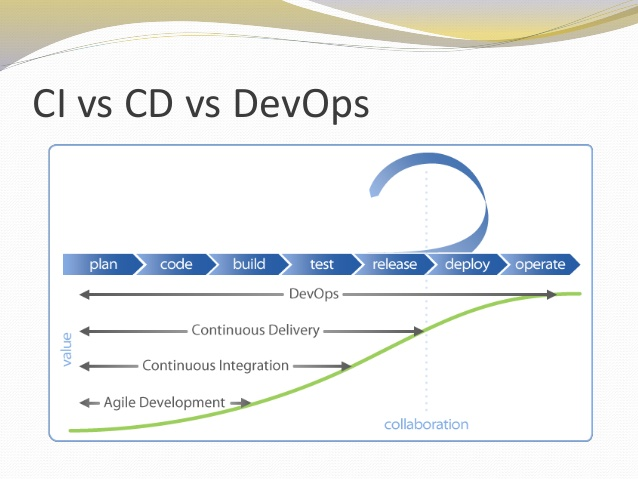 CI vs CD vs DevOps
plan code build test release deploy operate
DevOps
Continuous Delivery
Continuous Integration
Agile Development
value
collaboration